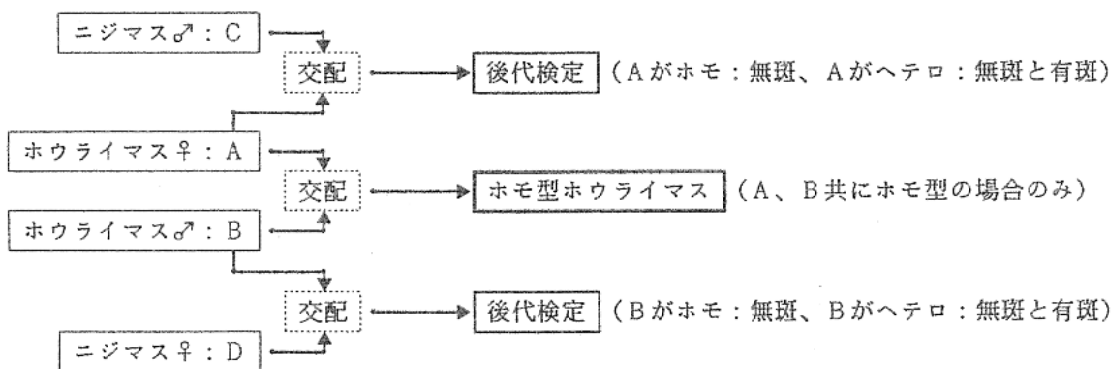 ニジマス♂：C
交配
後代検定（Aがホモ：無斑、Aがヘテロ：無斑と有斑）
ホウライマス♀：A
交配
ホモ型ホウライマス（A、B共にホモ型の場合のみ）
ホウライマス♂：B
交配
後代検定（Bがホモ：無斑、Bがヘテロ：無斑と有斑）
ニジマス♀：D